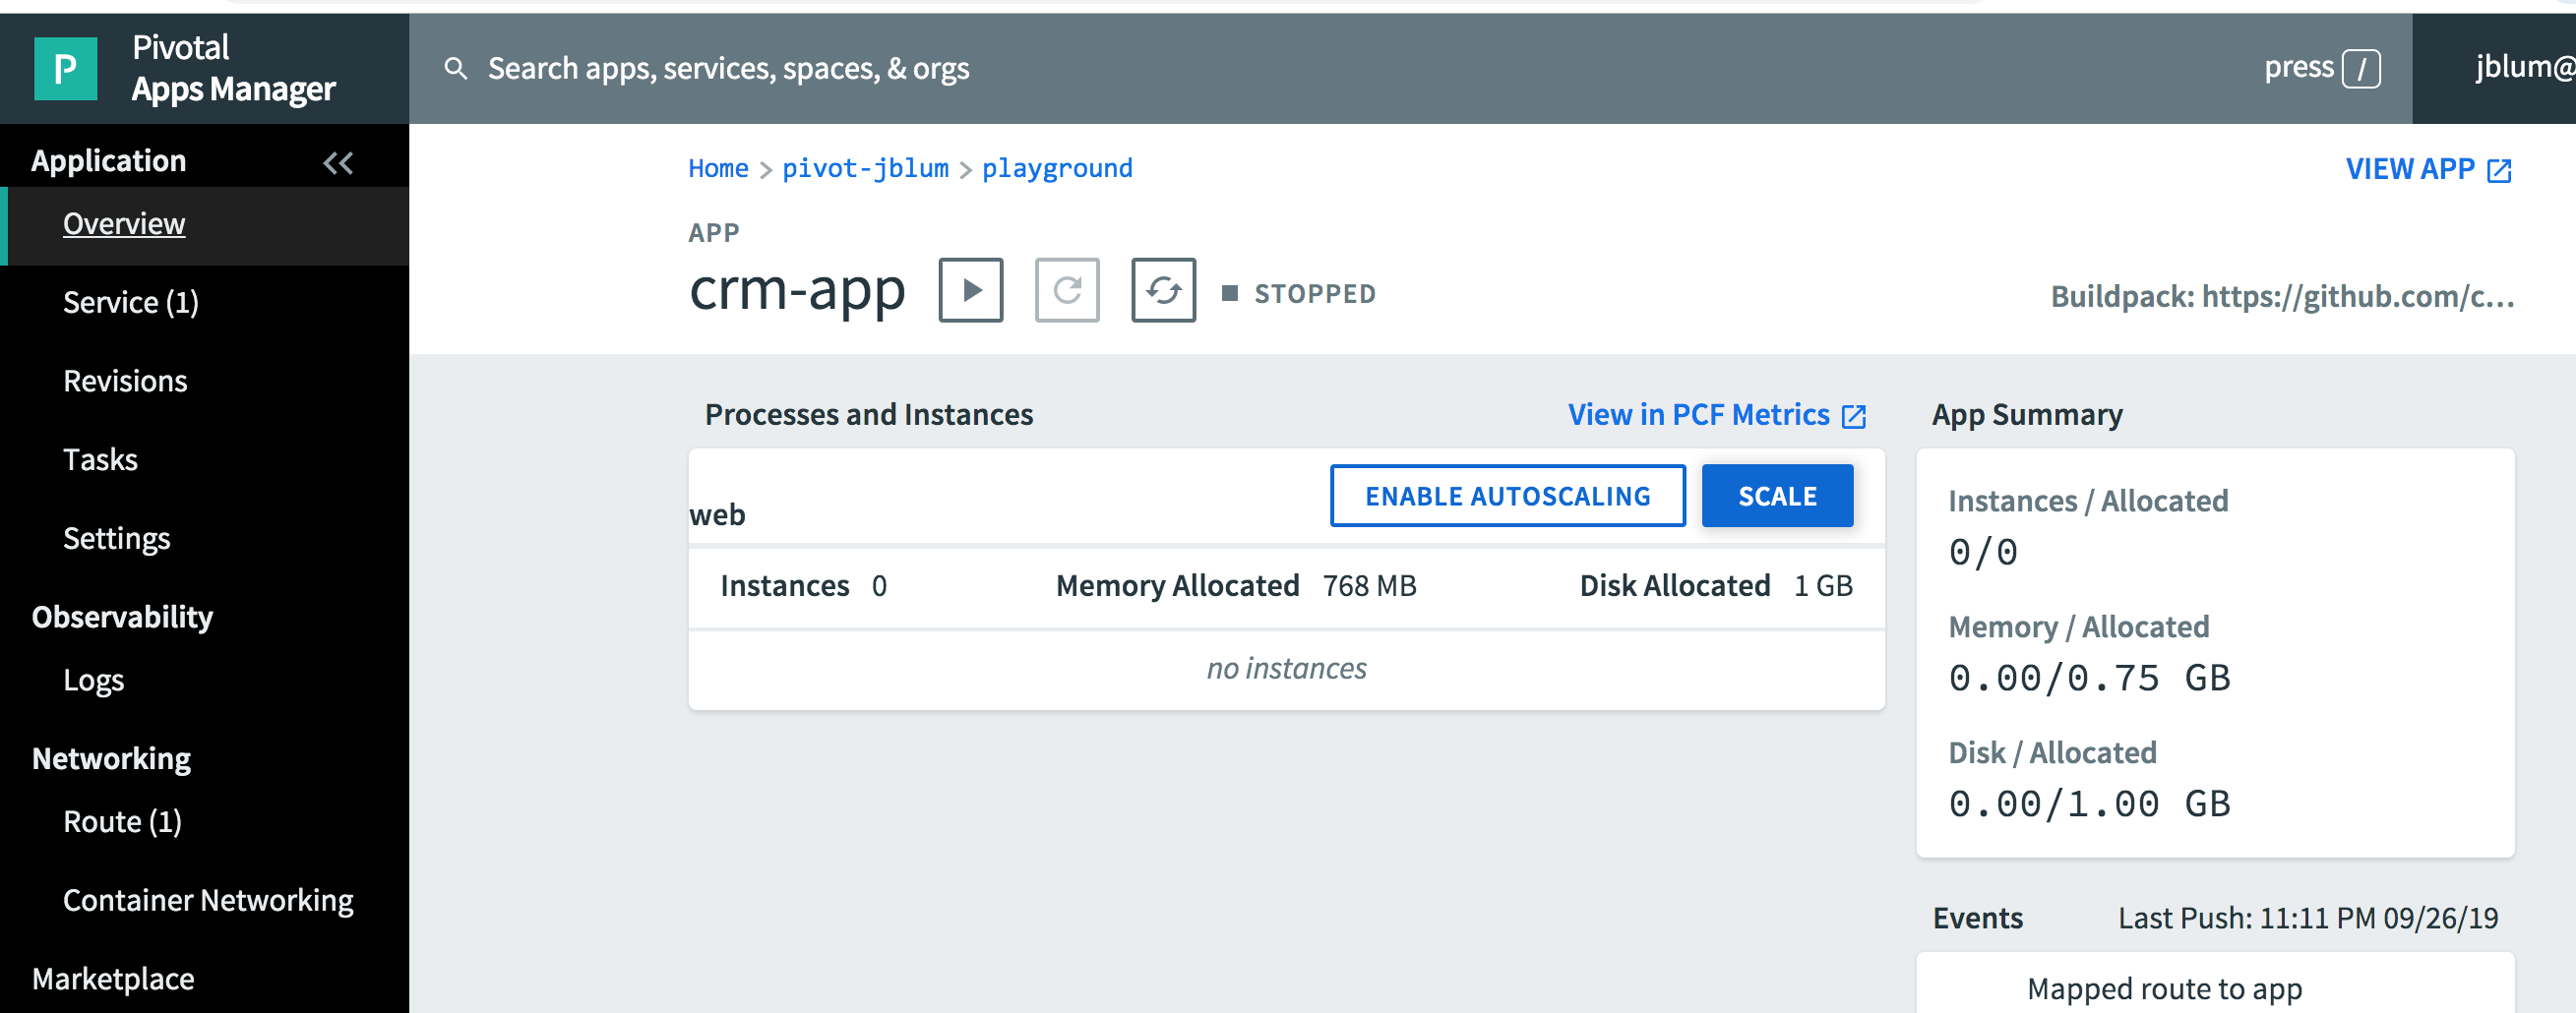 P
Pivotal
Apps Manager
Search apps, services, spaces, & orgs
press /
jblum@
Application
Overview
Service (1)
Revisions
Tasks
Settings
Observability
Logs
Networking
Route (1)
Container Networking
Marketplace
Home > pivot-jblum > playground
VIEW APP
APP
crm-app
STOPPED
Buildpack: https://github.com/c...
Processes and Instances
View in PCF Metrics
web
ENABLE AUTOSCALING
SCALE
Instances 0 Memory Allocated 768 MB Disk Allocated 1 GB
no instances
App Summary
Instances / Allocated
0/0
Memory / Allocated
0.00/0.75 GB
Disk / Allocated
0.00/1.00 GB
Events Last Push: 11:11 PM 09/26/19
Mapped route to app